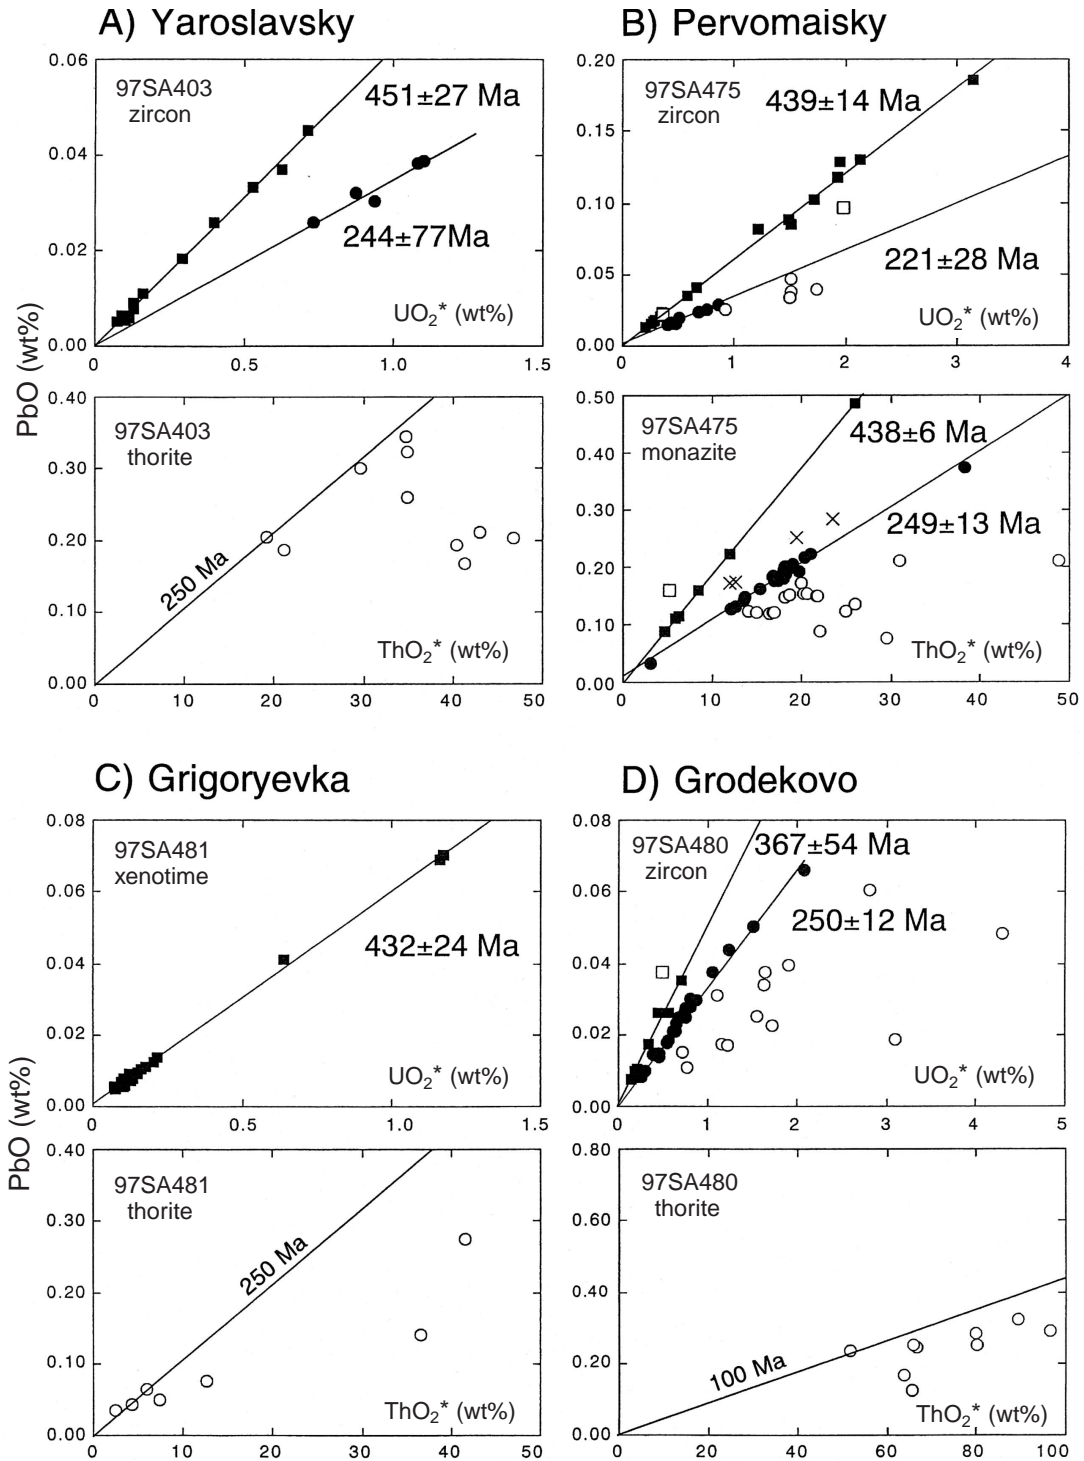 A) Yaroslavsky
B) Pervomaisky
PbO (wt%)
0.06
0.04
0.02
0.00
0
0.5
1.0
1.5
97SA403
zircon
451±27 Ma
244±77Ma
UO₂* (wt%)
0.20
0.15
0.10
0.05
0.00
0
1
2
3
4
97SA475
zircon
439±14 Ma
221±28 Ma
UO₂* (wt%)
0.40
0.30
0.20
0.10
0.00
0
10
20
30
40
50
97SA403
thorite
250 Ma
ThO₂* (wt%)
0.50
0.40
0.30
0.20
0.10
0.00
0
10
20
30
40
50
97SA475
monazite
438±6 Ma
249±13 Ma
ThO₂* (wt%)
C) Grigoryevka
D) Grodekovo
PbO (wt%)
0.08
0.06
0.04
0.02
0.00
0
0.5
1.0
1.5
97SA481
xenotime
432±24 Ma
UO₂* (wt%)
0.08
0.06
0.04
0.02
0.00
0
1
2
3
4
5
97SA480
zircon
367±54 Ma
250±12 Ma
UO₂* (wt%)
0.40
0.30
0.20
0.10
0.00
0
10
20
30
40
50
97SA481
thorite
250 Ma
ThO₂* (wt%)
0.80
0.60
0.40
0.20
0.00
0
20
40
60
80
100
97SA480
thorite
100 Ma
ThO₂* (wt%)